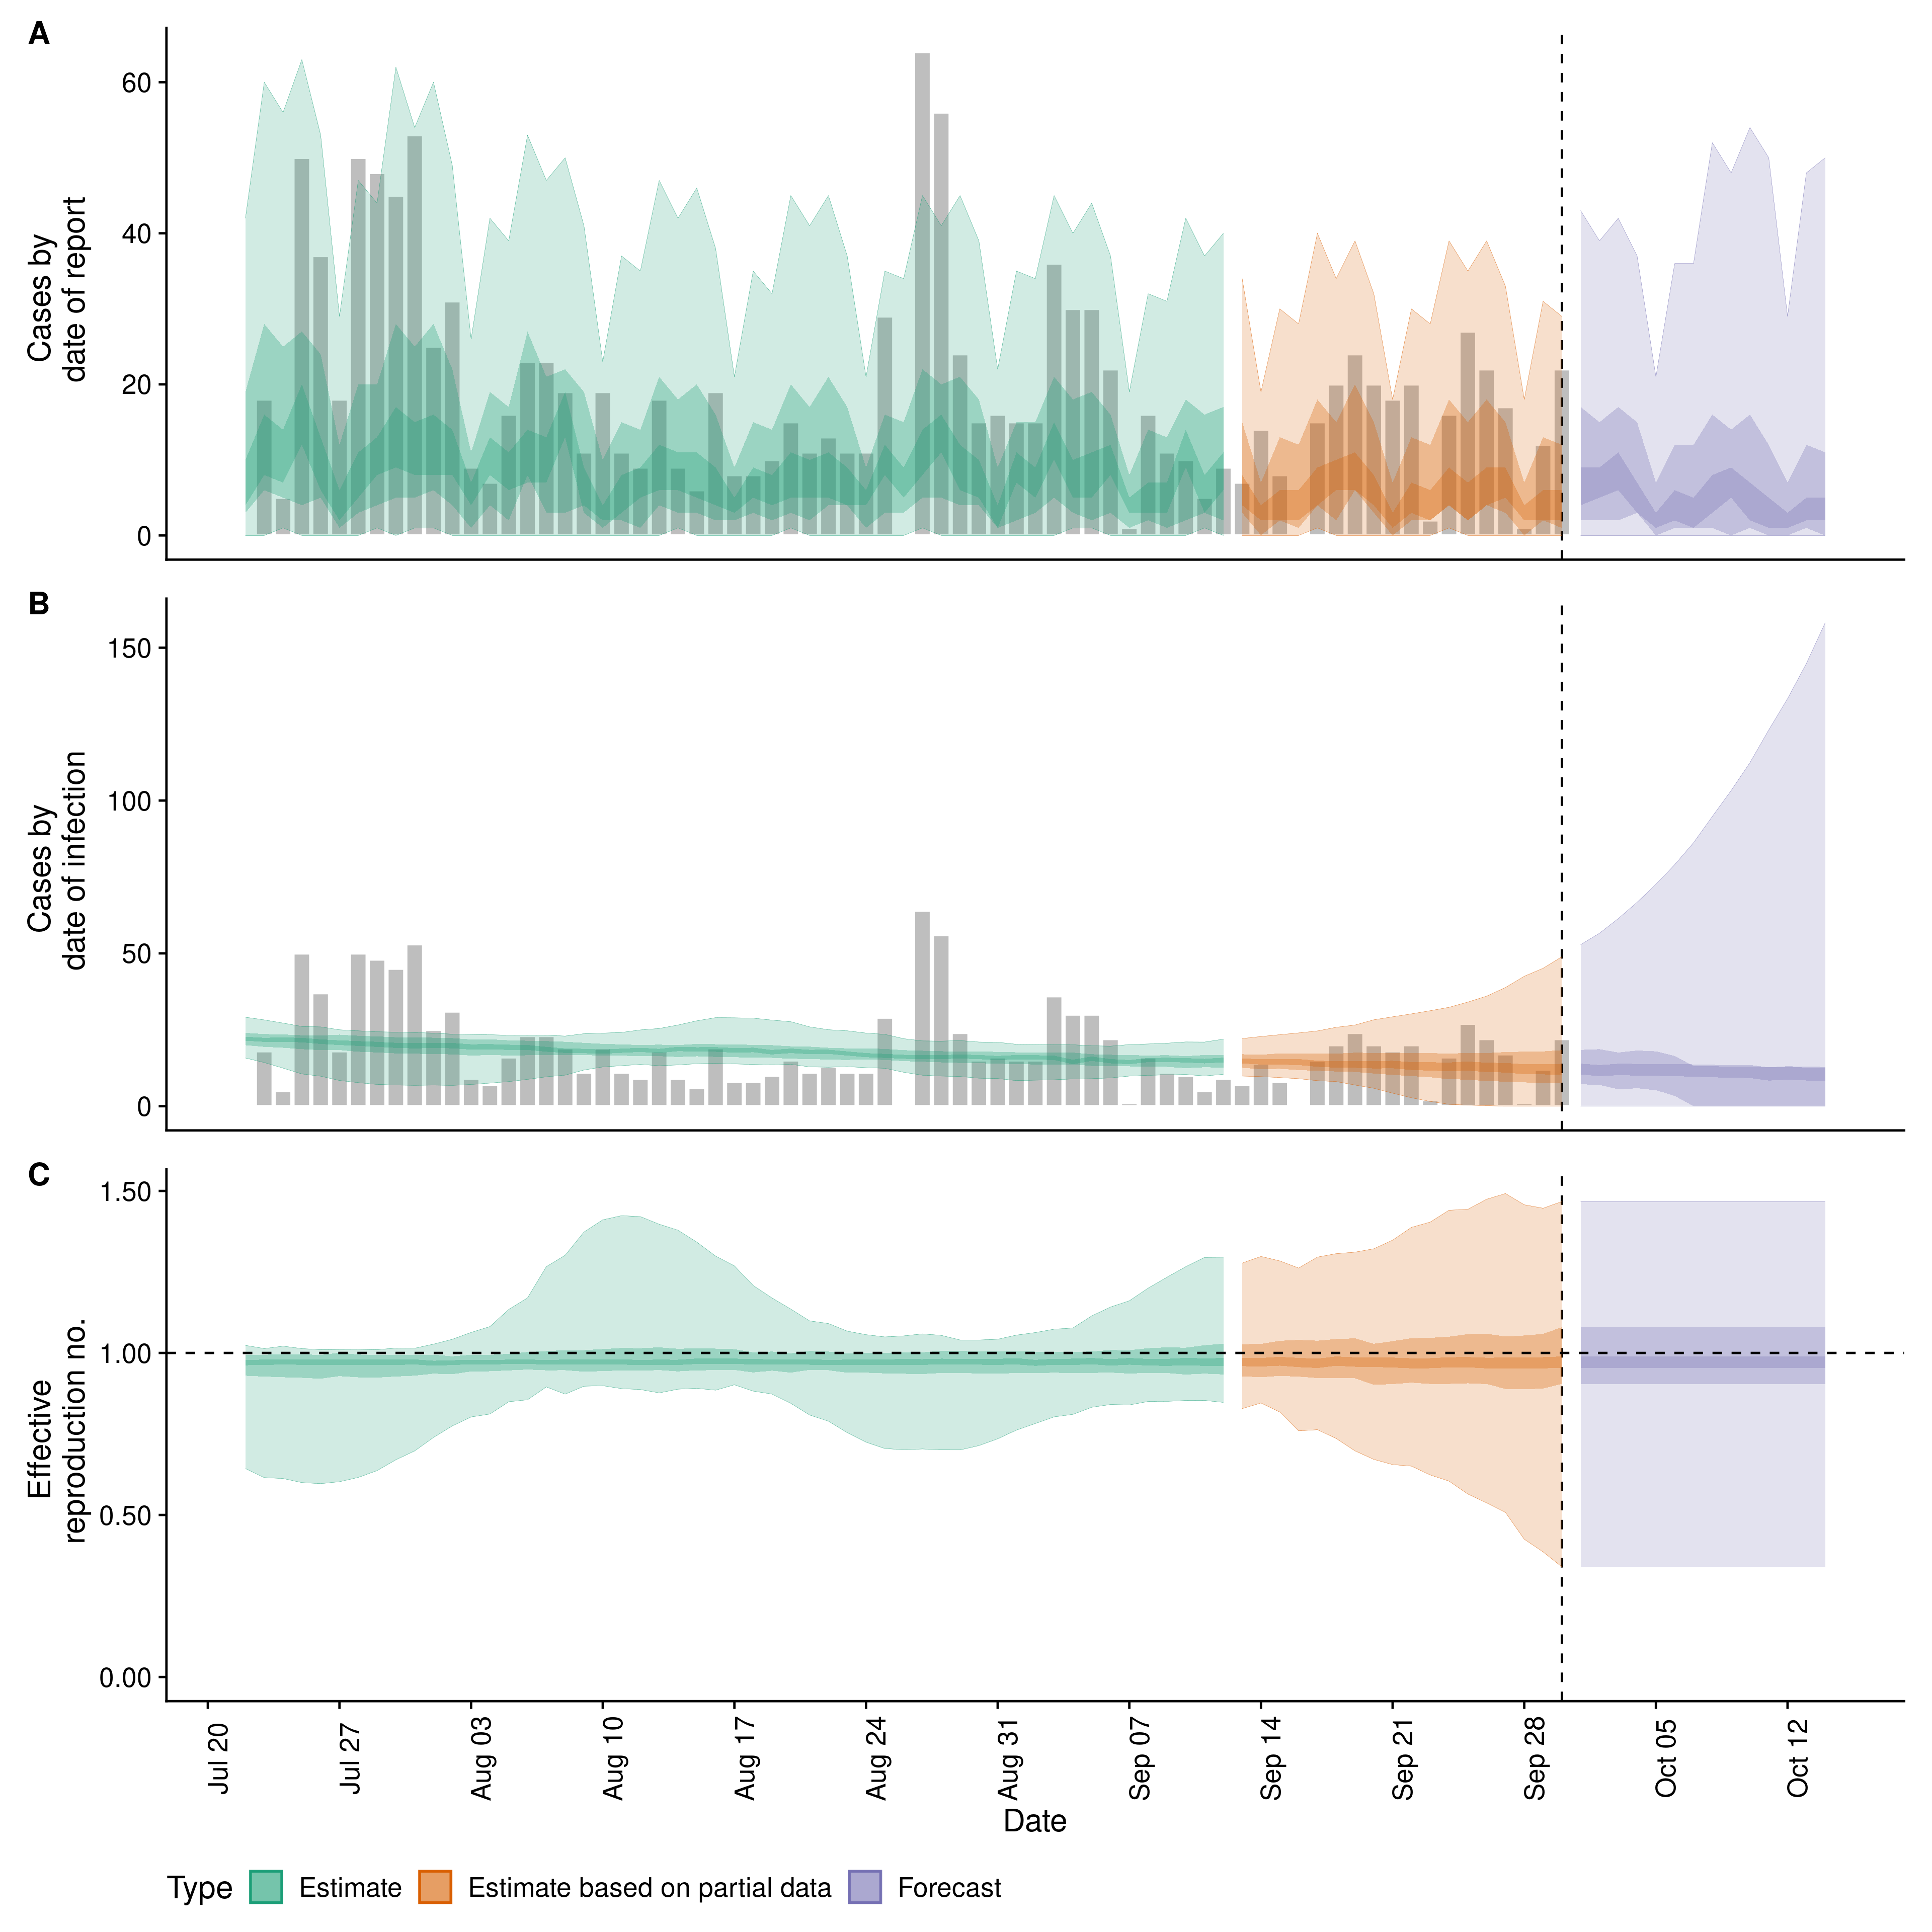 A
60
40
20
0
Cases by
date of report
B
150
100
50
0
Cases by
date of infection
C
1.50
1.00
0.50
0.00
Effective
reproduction no.
Jul 20
Jul 27
Aug 03
Aug 10
Aug 17
Aug 24
Aug 31
Sep 07
Sep 14
Sep 21
Sep 28
Oct 05
Oct 12
Date
Type Estimate Estimate based on partial data Forecast